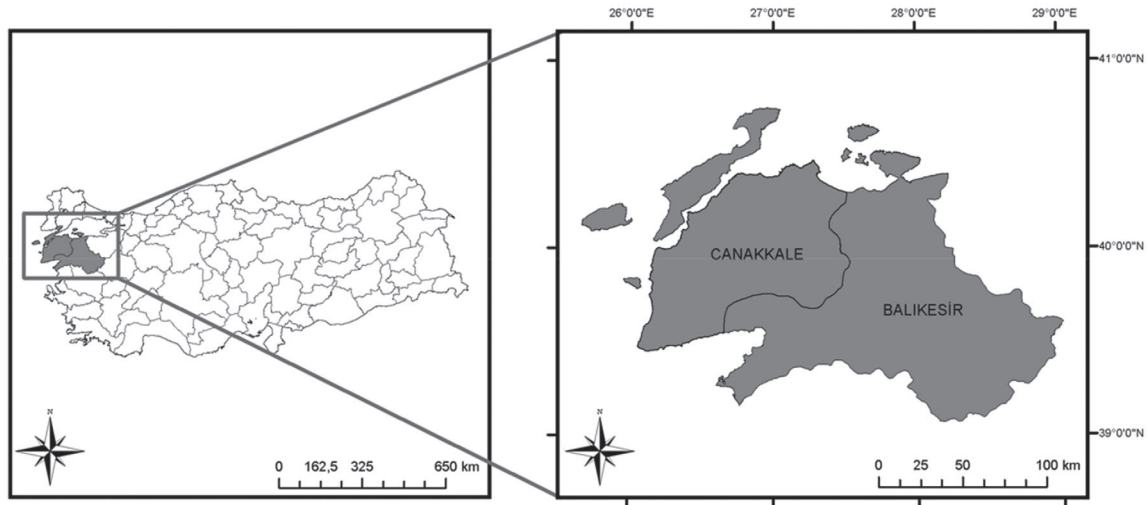 26°0'0"E
27°0'0"E
28°0'0"E
29°0'0"E
41°0'0"N
40°0'0"N
39°0'0"N
CANAKKALE
BALIKESİR
N
0 162,5 325 650 km
N
0 25 50 100 km